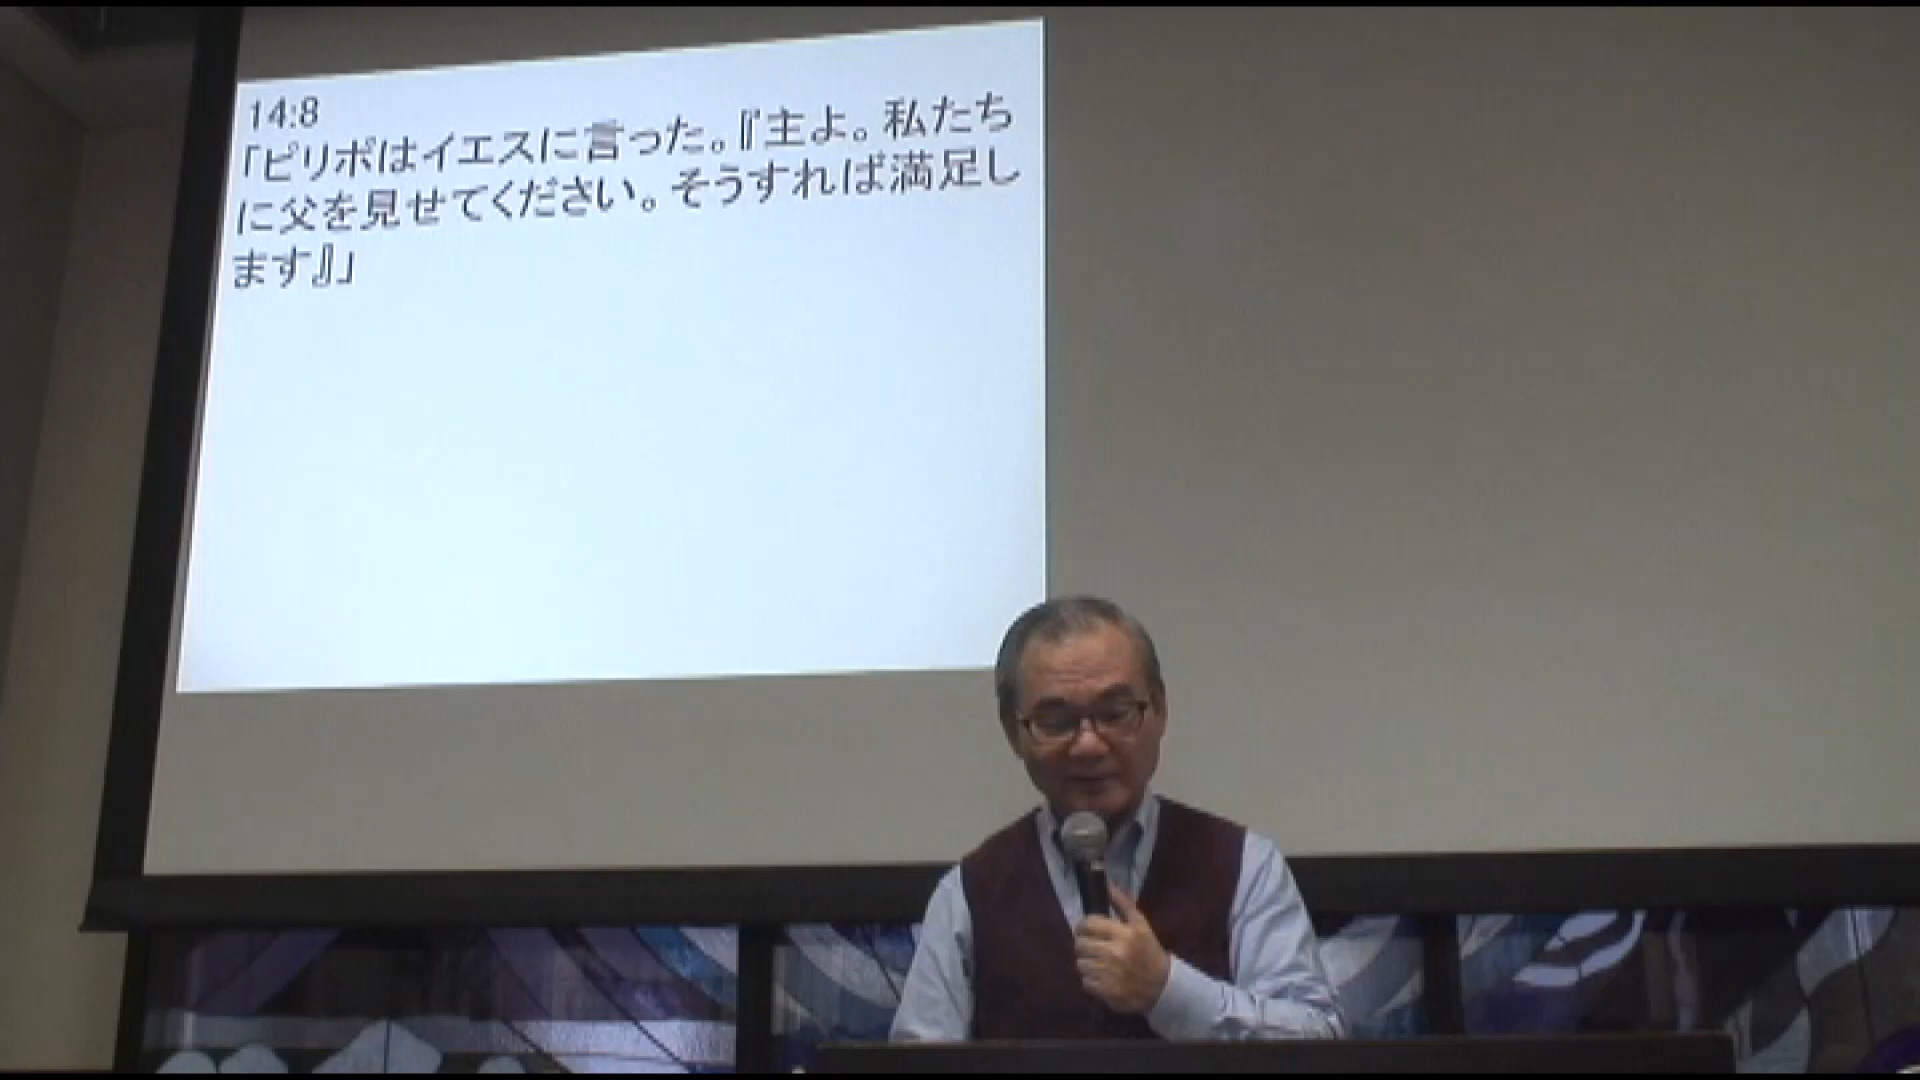 14:8
「ピリポはイエスに言った。『主よ。私たち
に父を見せてください。そうすれば満足し
ます』」